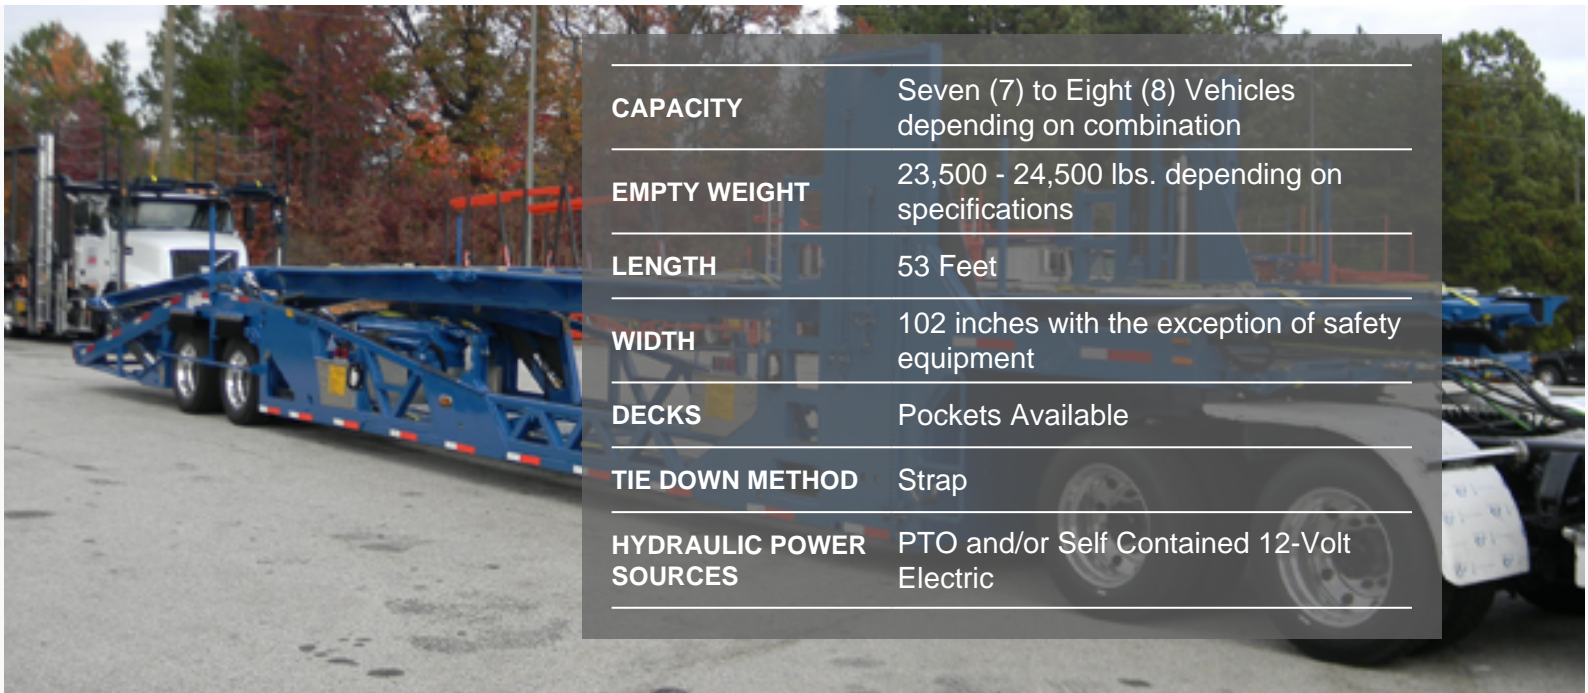 CAPACITY
Seven (7) to Eight (8) Vehicles
depending on combination
EMPTY WEIGHT
23,500 - 24,500 lbs. depending on
specifications
LENGTH
53 Feet
WIDTH
102 inches with the exception of safety
equipment
DECKS
Pockets Available
TIE DOWN METHOD
Strap
HYDRAULIC POWER
SOURCES
PTO and/or Self Contained 12-Volt
Electric